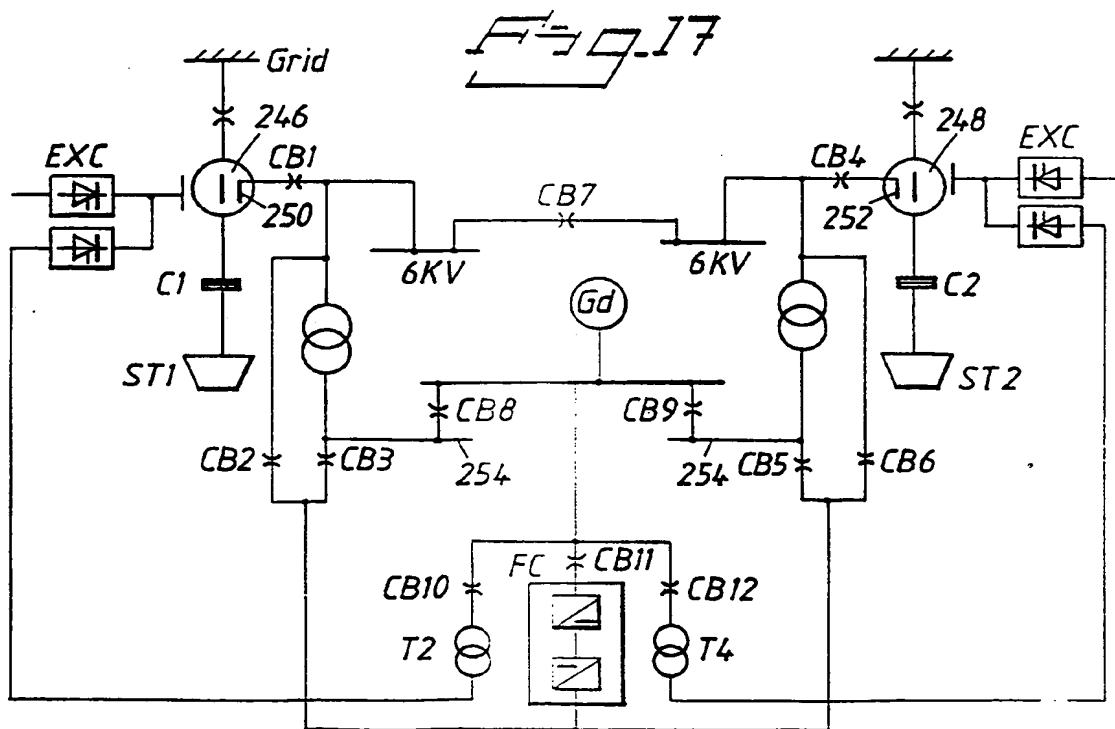 Fig.17
Grid
246
248
EXC
CB1
CB4
EXC
250
CB7
252
6KV
6KV
C1
C2
Gd
ST1
ST2
CB8
CB9
CB2
CB3
254
254
CB5
CB6
FC
CB11
CB10
CB12
T2
T4